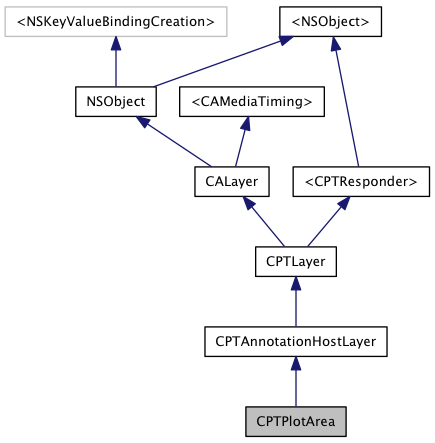 <NSKeyValueBindingCreation>
<NSObject>
NSObject
<CAMediaTiming>
CALayer
<CPTResponder>
CPTLayer
CPTAnnotationHostLayer
CPTPlotArea